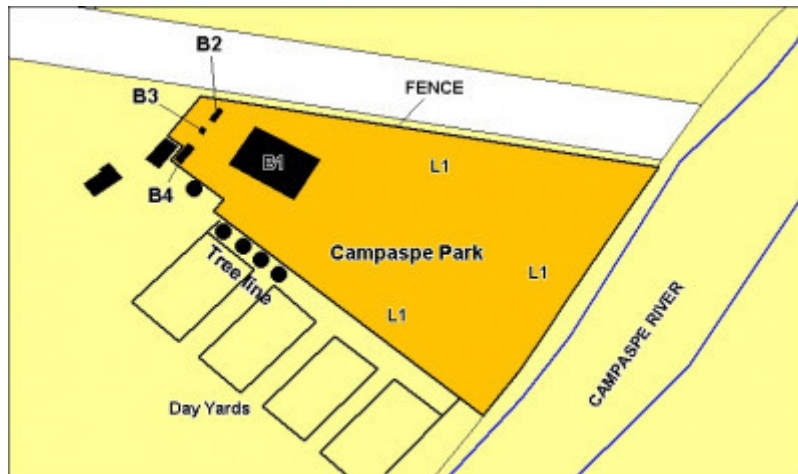 B2
FENCE
B3
B1
L1
B4
Campaspe Park
Tree line
L1
L1
CAMPASPE RIVER
Day Yards